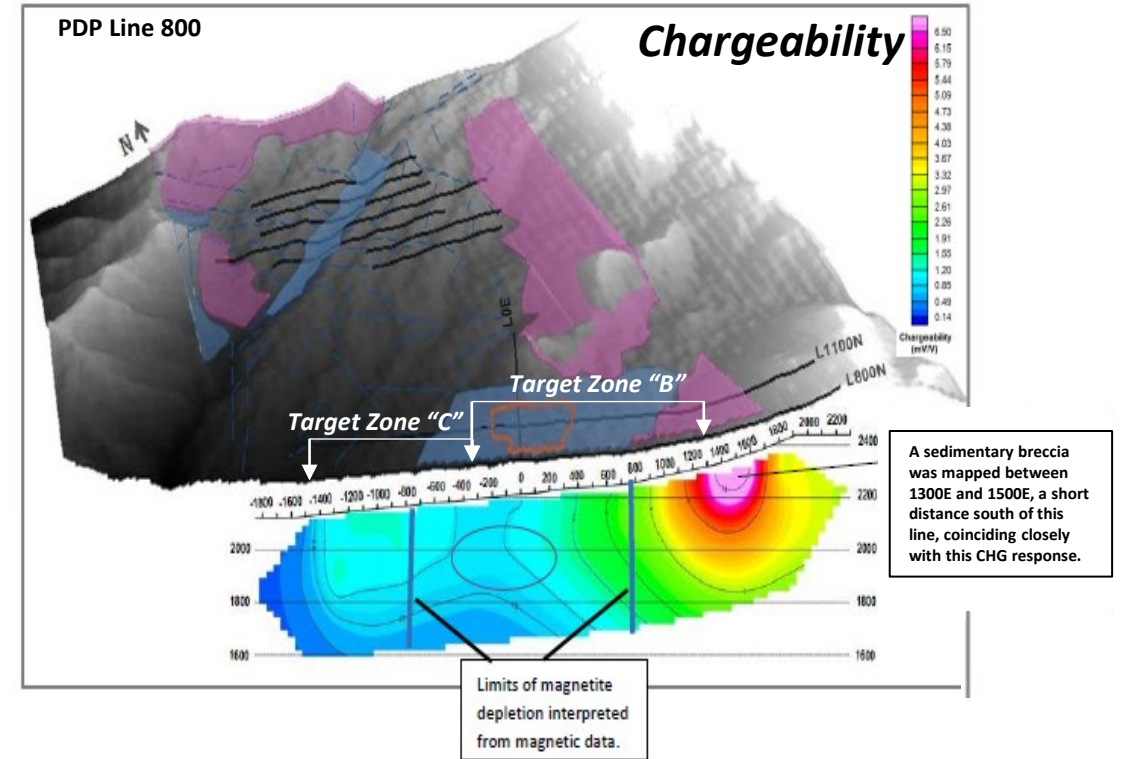 PDP Line 800
Chargeability
N
6.50
6.15
5.79
5.44
5.09
4.73
4.38
4.03
3.67
3.32
2.97
2.61
2.26
1.91
1.55
1.20
0.85
0.49
0.14
Chargeability
(mV/V)
L0E
L1100N
L800N
Target Zone “B”
Target Zone “C”
-1800 -1600 -1400 -1200 -1000 -800 -600 -400 -200 0 200 400 600 800 1000 1200 1400 1600 1800 2000 2200
2400
2200
2000
2000
1800
1800
1600
1600
A sedimentary breccia
was mapped between
1300E and 1500E, a short
distance south of this
line, coinciding closely
with this CHG response.
Limits of magnetite
depletion interpreted
from magnetic data.